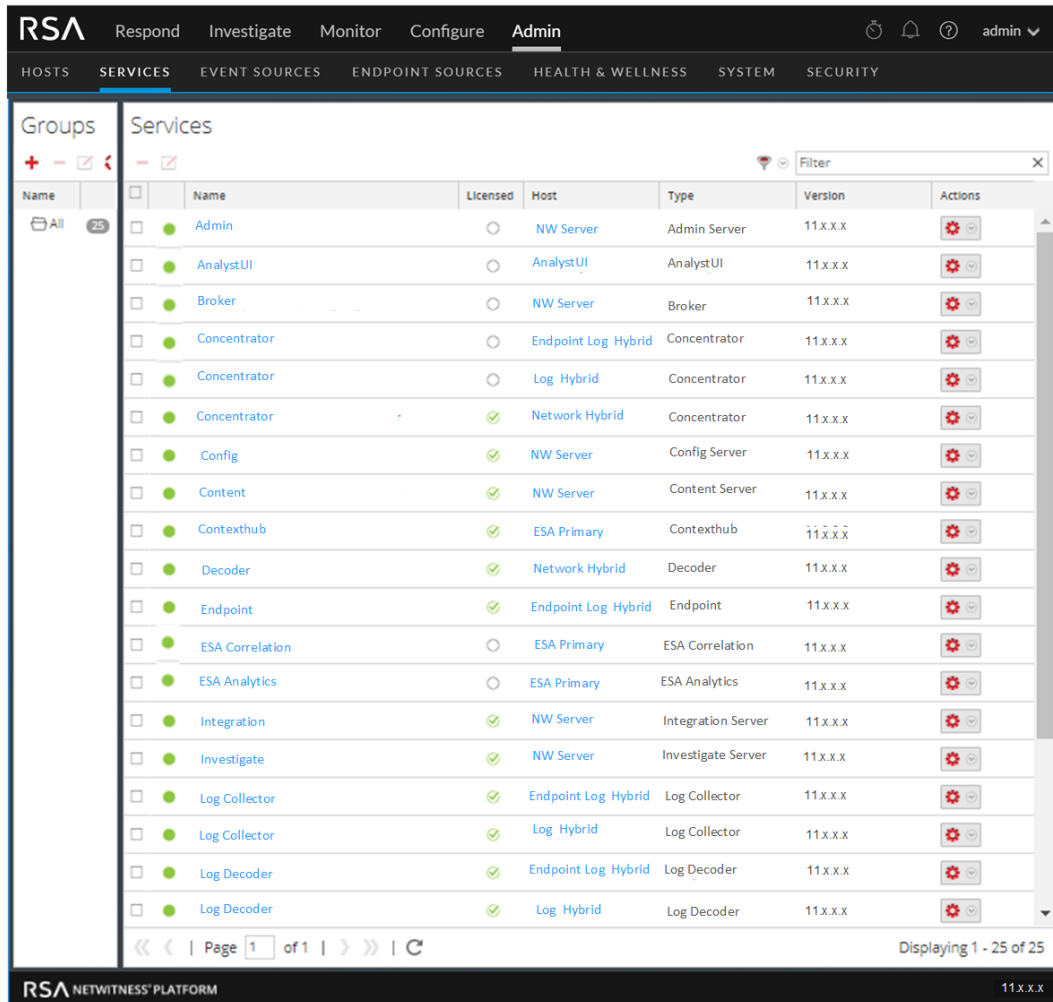 RSA Respond Investigate Monitor Configure Admin admin
HOSTS SERVICES EVENT SOURCES ENDPOINT SOURCES HEALTH & WELLNESS SYSTEM SECURITY
Groups Services
Filter
Name Name Licensed Host Type Version Actions
All 25 Admin NW Server Admin Server 11.x.x.x
AnalystUI AnalystUI AnalystUI 11.x.x.x
Broker NW Server Broker 11.x.x.x
Concentrator Endpoint Log Hybrid Concentrator 11.x.x.x
Concentrator Log Hybrid Concentrator 11.x.x.x
Concentrator Network Hybrid Concentrator 11.x.x.x
Config NW Server Config Server 11.x.x.x
Content NW Server Content Server 11.x.x.x
Contexthub ESA Primary Contexthub 11.x.x.x
Decoder Network Hybrid Decoder 11.x.x.x
Endpoint Endpoint Log Hybrid Endpoint 11.x.x.x
ESA Correlation ESA Primary ESA Correlation 11.x.x.x
ESA Analytics ESA Primary ESA Analytics 11.x.x.x
Integration NW Server Integration Server 11.x.x.x
Investigate NW Server Investigate Server 11.x.x.x
Log Collector Endpoint Log Hybrid Log Collector 11.x.x.x
Log Collector Log Hybrid Log Collector 11.x.x.x
Log Decoder Endpoint Log Hybrid Log Decoder 11.x.x.x
Log Decoder Log Hybrid Log Decoder 11.x.x.x
Page 1 of 1 Displaying 1 - 25 of 25
RSA NETWITNESS® PLATFORM 11.x.x.x